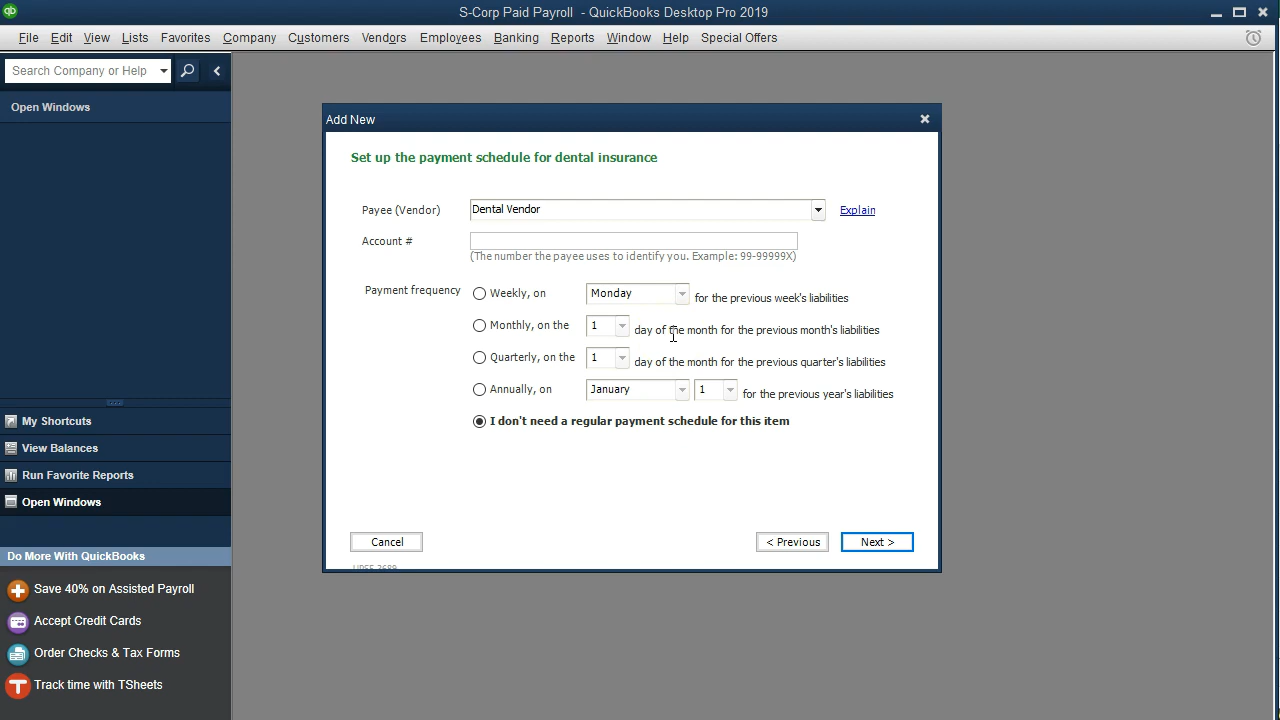 S-Corp Paid Payroll - QuickBooks Desktop Pro 2019
File Edit View Lists Favorites Company Customers Vendors Employees Banking Reports Window Help Special Offers
Search Company or Help
Open Windows
My Shortcuts
View Balances
Run Favorite Reports
Open Windows
Do More With QuickBooks
Save 40% on Assisted Payroll
Accept Credit Cards
Order Checks & Tax Forms
Track time with TSheets
Add New
Set up the payment schedule for dental insurance
Payee (Vendor) Dental Vendor Explain
Account #
(The number the payee uses to identify you. Example: 99-99999X)
Payment frequency Weekly, on Monday for the previous week's liabilities
Monthly, on the 1 day of the month for the previous month's liabilities
Quarterly, on the 1 day of the month for the previous quarter's liabilities
Annually, on January 1 for the previous year's liabilities
I don't need a regular payment schedule for this item
Cancel < Previous Next >